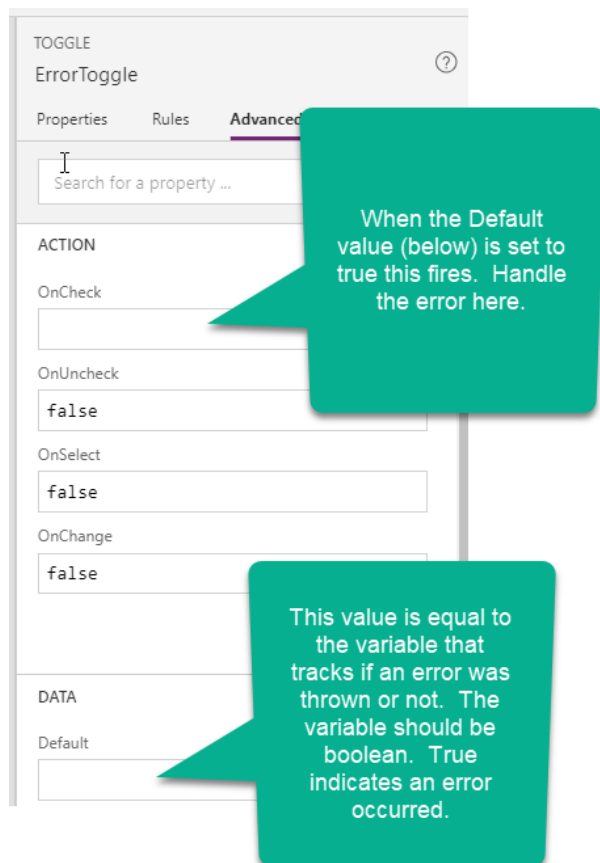 TOGGLE
ErrorToggle
Properties Rules Advanced
Search for a property ...
ACTION
OnCheck
When the Default
value (below) is set to
true this fires. Handle
the error here.
OnUncheck
false
OnSelect
false
OnChange
false
DATA
Default
This value is equal to
the variable that
tracks if an error was
thrown or not. The
variable should be
boolean. True
indicates an error
occurred.